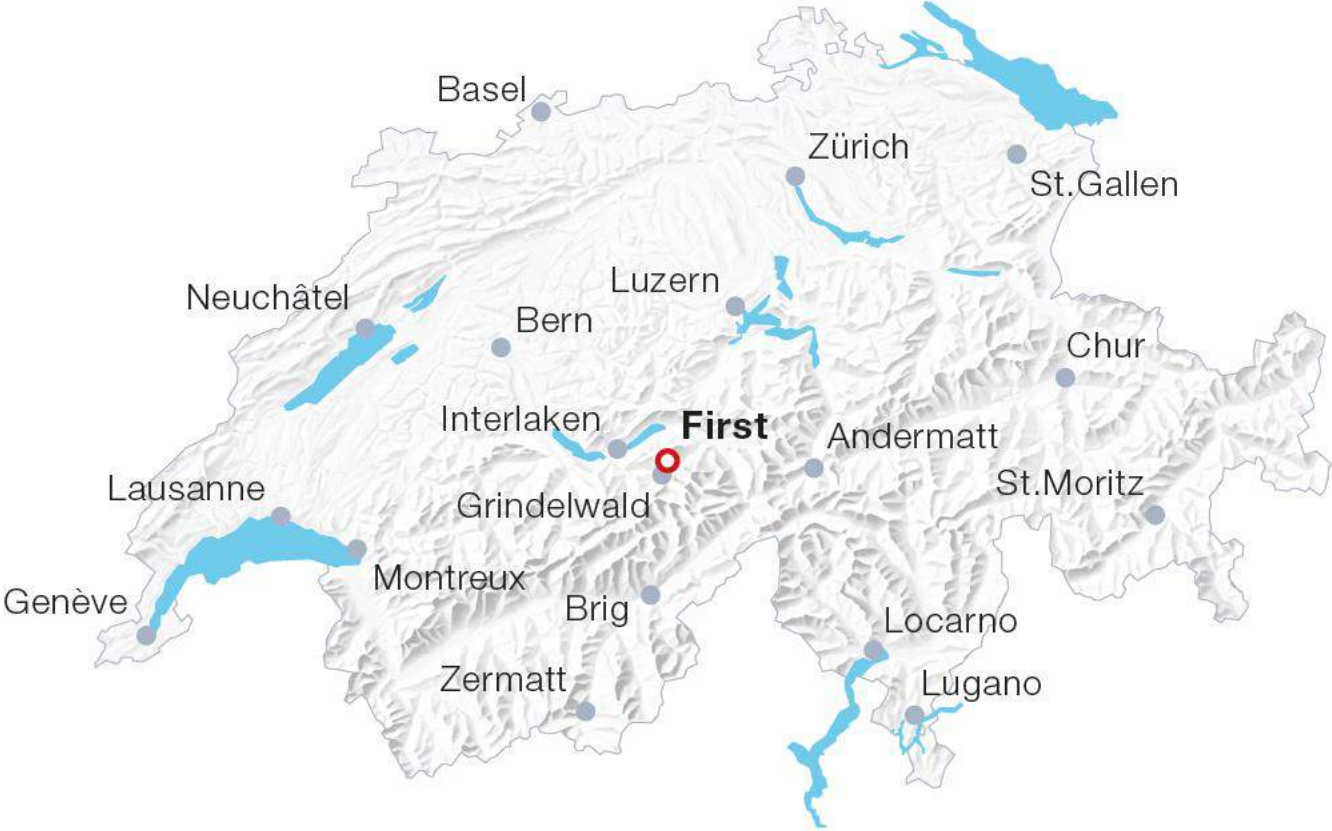 Basel
Zürich
St.Gallen
Luzern
Neuchâtel
Bern
Chur
Interlaken
First
Andermatt
St.Moritz
Lausanne
Grindelwald
Montreux
Genève
Brig
Locarno
Zermatt
Lugano